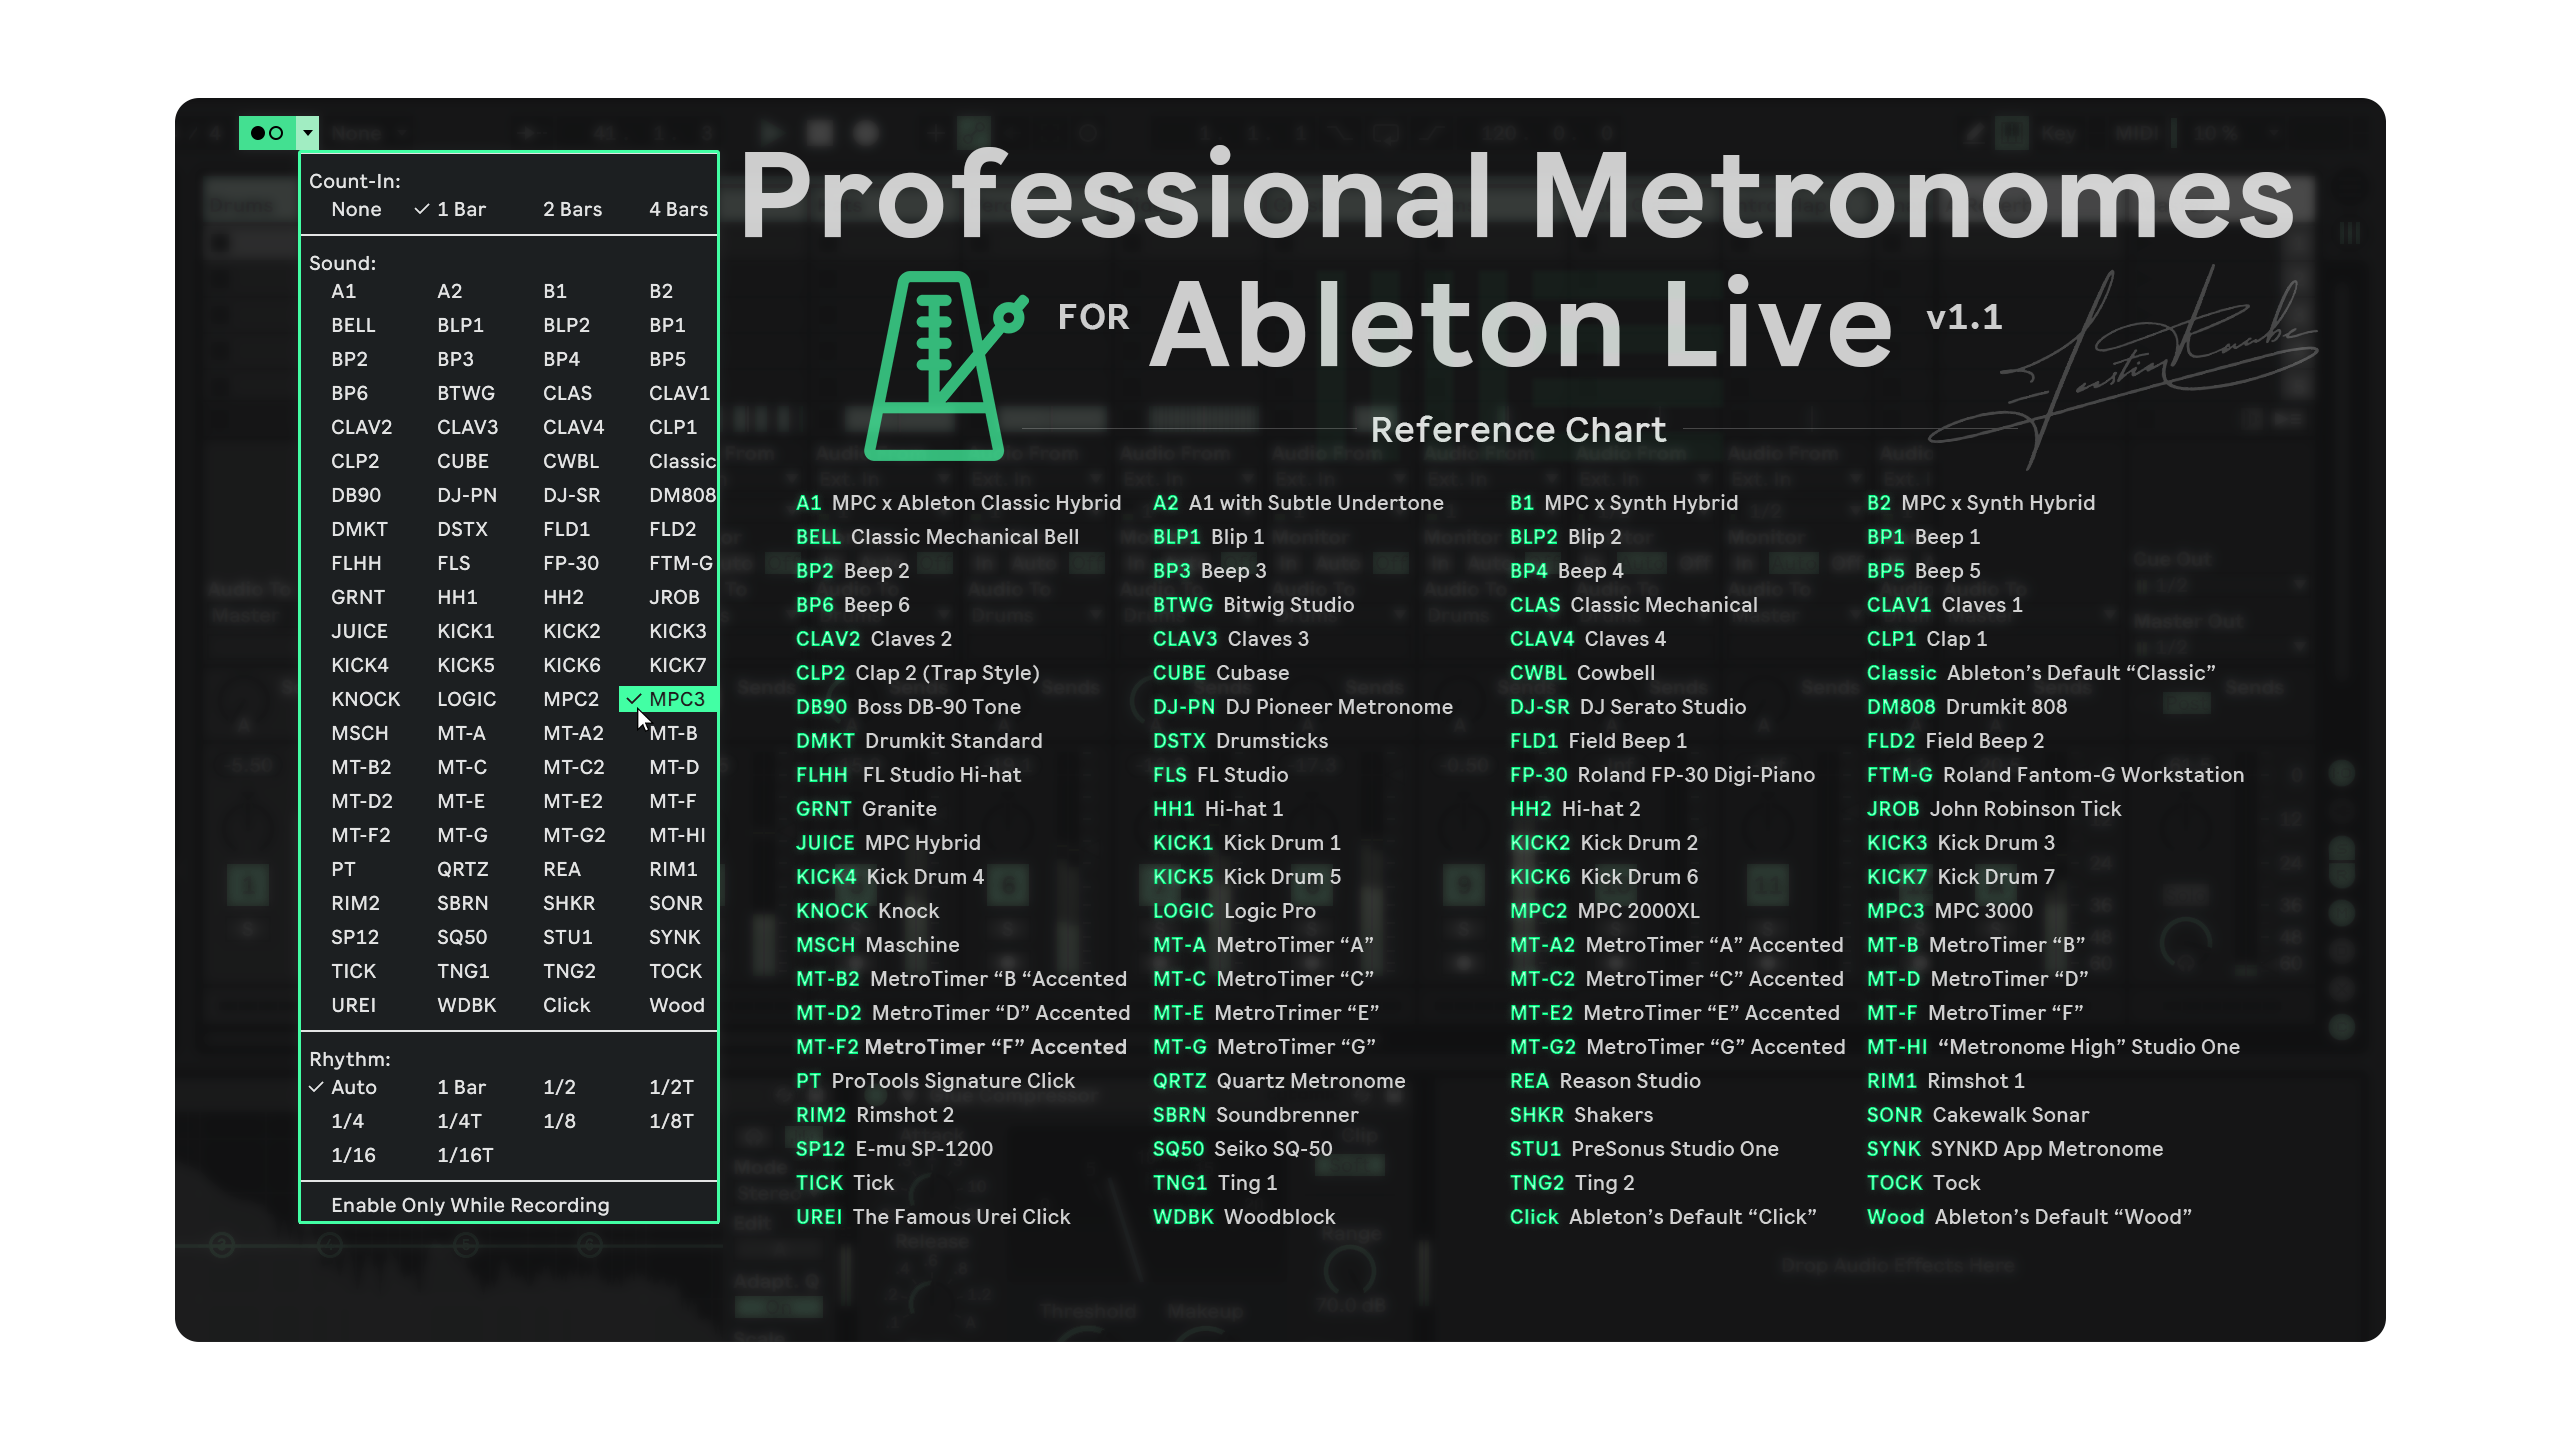 Professional Metronomes
FOR Ableton Live v1.1
Reference Chart
Count-In:
None ✓ 1 Bar 2 Bars 4 Bars
Sound:
A1 A2 B1 B2
BELL BLP1 BLP2 BP1
BP2 BP3 BP4 BP5
BP6 BTWG CLAS CLAV1
CLAV2 CLAV3 CLAV4 CLP1
CLP2 CUBE CWBL Classic
DB90 DJ-PN DJ-SR DM808
DMKT DSTX FLD1 FLD2
FLHH FLS FP-30 FTM-G
GRNT HH1 HH2 JROB
JUICE KICK1 KICK2 KICK3
KICK4 KICK5 KICK6 KICK7
KNOCK LOGIC MPC2 ✓ MPC3
MSCH MT-A MT-A2 MT-B
MT-B2 MT-C MT-C2 MT-D
MT-D2 MT-E MT-E2 MT-F
MT-F2 MT-G MT-G2 MT-HI
PT QRTZ REA RIM1
RIM2 SBRN SHKR SONR
SP12 SQ50 STU1 SYNK
TICK TNG1 TNG2 TOCK
UREI WDBK Click Wood
Rhythm:
✓ Auto 1 Bar 1/2 1/2T
1/4 1/4T 1/8 1/8T
1/16 1/16T
Enable Only While Recording
A1 MPC x Ableton Classic Hybrid A2 A1 with Subtle Undertone B1 MPC x Synth Hybrid B2 MPC x Synth Hybrid
BELL Classic Mechanical Bell BLP1 Blip 1 BLP2 Blip 2 BP1 Beep 1
BP2 Beep 2 BP3 Beep 3 BP4 Beep 4 BP5 Beep 5
BP6 Beep 6 BTWG Bitwig Studio CLAS Classic Mechanical CLAV1 Claves 1
CLAV2 Claves 2 CLAV3 Claves 3 CLAV4 Claves 4 CLP1 Clap 1
CLP2 Clap 2 (Trap Style) CUBE Cubase CWBL Cowbell Classic Ableton’s Default “Classic”
DB90 Boss DB-90 Tone DJ-PN DJ Pioneer Metronome DJ-SR DJ Serato Studio DM808 Drumkit 808
DMKT Drumkit Standard DSTX Drumsticks FLD1 Field Beep 1 FLD2 Field Beep 2
FLHH FL Studio Hi-hat FLS FL Studio FP-30 Roland FP-30 Digi-Piano FTM-G Roland Fantom-G Workstation
GRNT Granite HH1 Hi-hat 1 HH2 Hi-hat 2 JROB John Robinson Tick
JUICE MPC Hybrid KICK1 Kick Drum 1 KICK2 Kick Drum 2 KICK3 Kick Drum 3
KICK4 Kick Drum 4 KICK5 Kick Drum 5 KICK6 Kick Drum 6 KICK7 Kick Drum 7
KNOCK Knock LOGIC Logic Pro MPC2 MPC 2000XL MPC3 MPC 3000
MSCH Maschine MT-A MetroTimer “A” MT-A2 MetroTimer “A” Accented MT-B MetroTimer “B”
MT-B2 MetroTimer “B “Accented MT-C MetroTimer “C” MT-C2 MetroTimer “C” Accented MT-D MetroTimer “D”
MT-D2 MetroTimer “D” Accented MT-E MetroTrimer “E” MT-E2 MetroTimer “E” Accented MT-F MetroTimer “F”
MT-F2 MetroTimer “F” Accented MT-G MetroTimer “G” MT-G2 MetroTimer “G” Accented MT-HI “Metronome High” Studio One
PT ProTools Signature Click QRTZ Quartz Metronome REA Reason Studio RIM1 Rimshot 1
RIM2 Rimshot 2 SBRN Soundbrenner SHKR Shakers SONR Cakewalk Sonar
SP12 E-mu SP-1200 SQ50 Seiko SQ-50 STU1 PreSonus Studio One SYNK SYNKD App Metronome
TICK Tick TNG1 Ting 1 TNG2 Ting 2 TOCK Tock
UREI The Famous Urei Click WDBK Woodblock Click Ableton’s Default “Click” Wood Ableton’s Default “Wood”
Drop Audio Effects Here